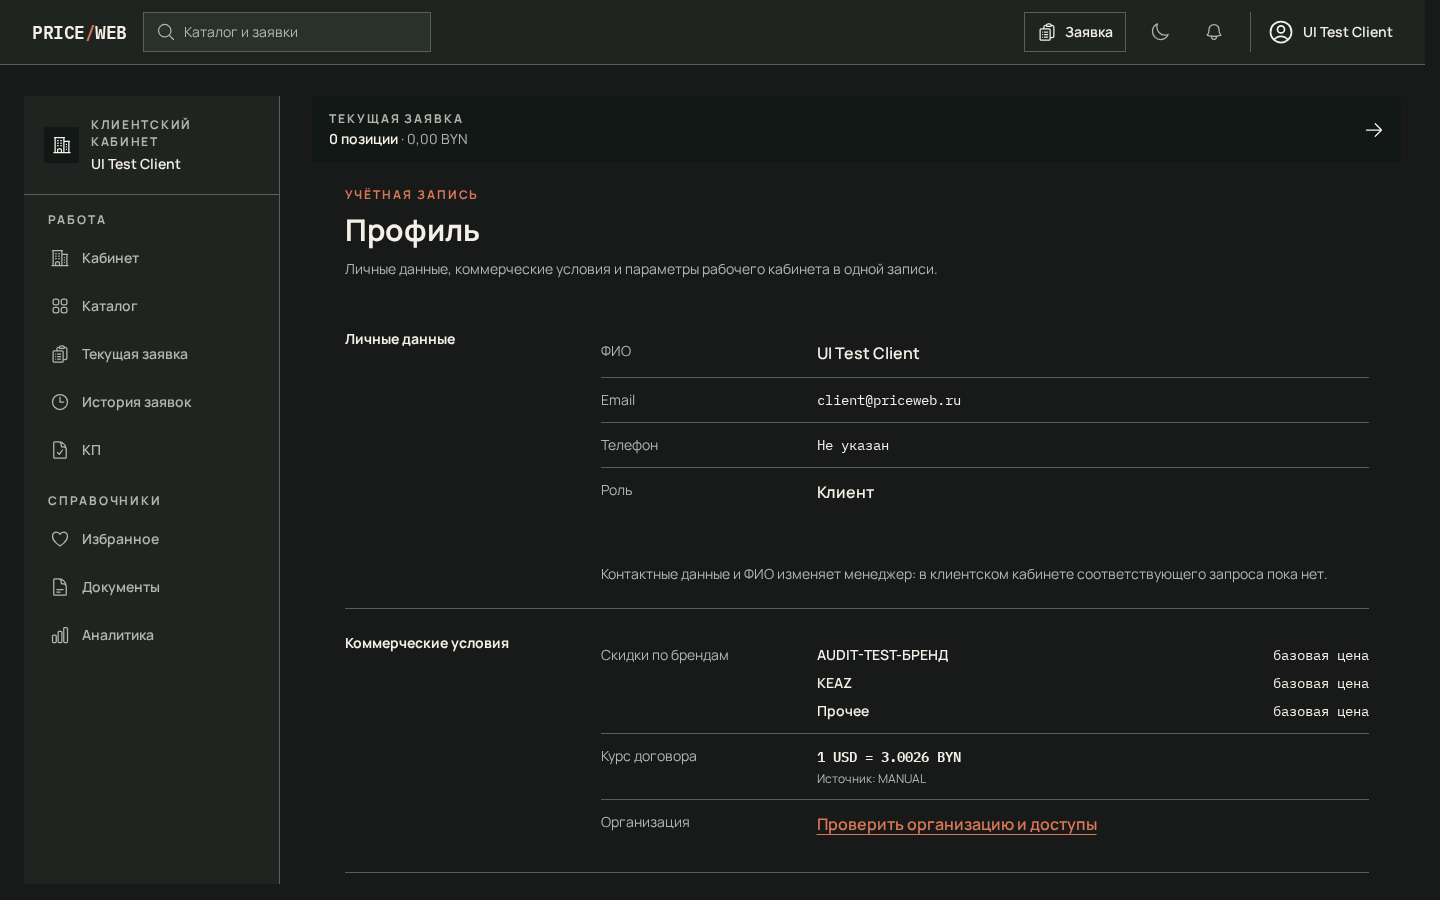 PRICE/WEB
Каталог и заявки
Заявка
UI Test Client
КЛИЕНТСКИЙ
КАБИНЕТ
UI Test Client
РАБОТА
Кабинет
Каталог
Текущая заявка
История заявок
КП
СПРАВОЧНИКИ
Избранное
Документы
Аналитика
ТЕКУЩАЯ ЗАЯВКА
0 позиции · 0,00 BYN
УЧЁТНАЯ ЗАПИСЬ
Профиль
Личные данные, коммерческие условия и параметры рабочего кабинета в одной записи.
Личные данные
ФИО UI Test Client
Email client@priceweb.ru
Телефон Не указан
Роль Клиент
Контактные данные и ФИО изменяет менеджер: в клиентском кабинете соответствующего запроса пока нет.
Коммерческие условия
Скидки по брендам AUDIT-TEST-БРЕНД базовая цена
KEAZ базовая цена
Прочее базовая цена
Курс договора 1 USD = 3.0026 BYN
Источник: MANUAL
Организация Проверить организацию и доступы